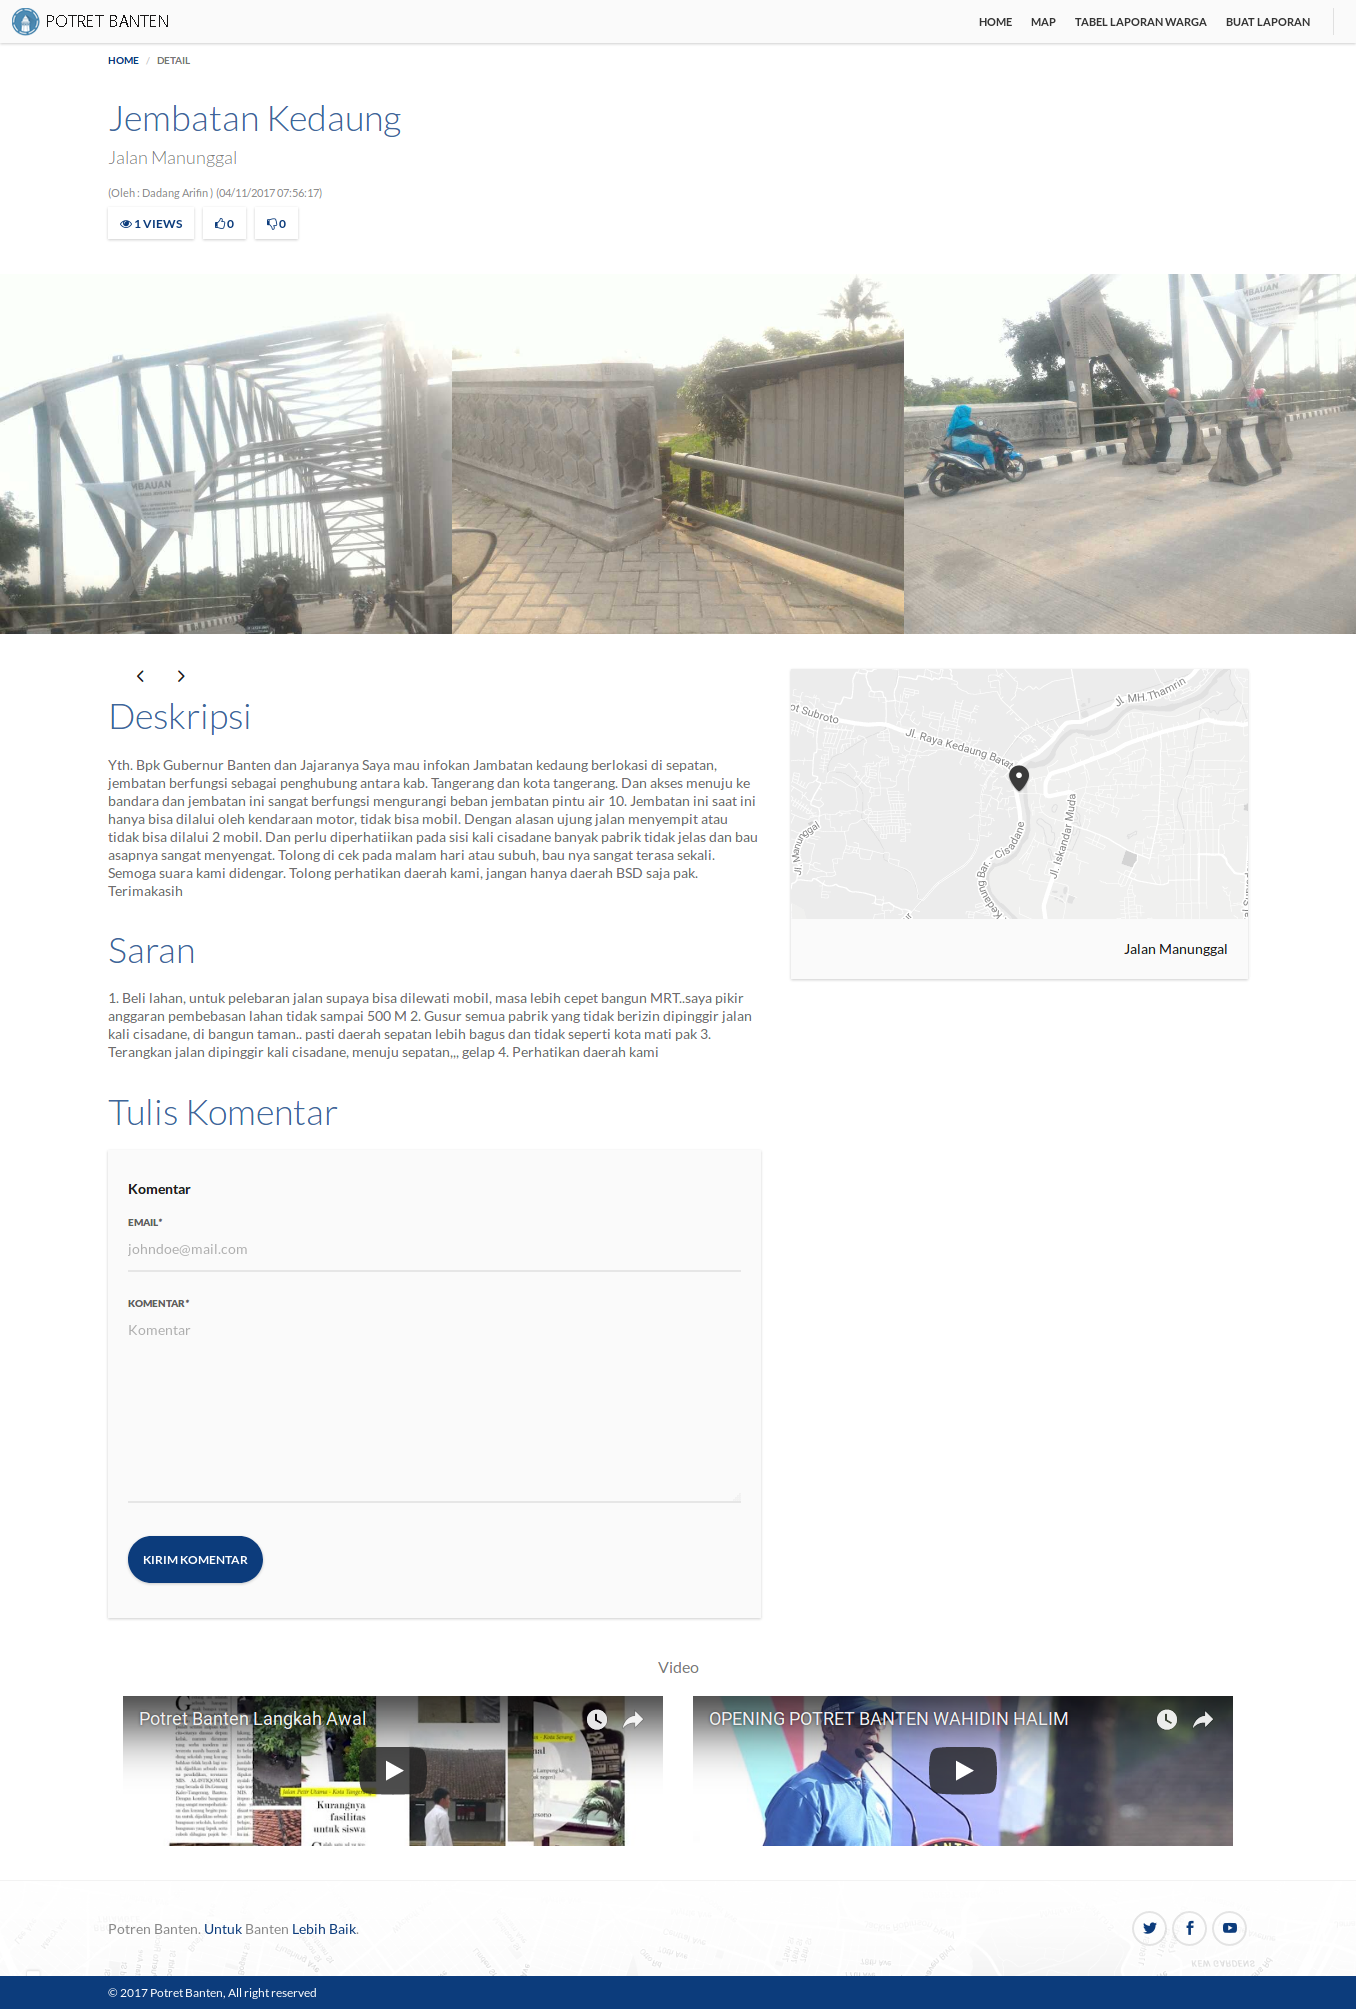 POTRET BANTEN
HOME MAP TABEL LAPORAN WARGA BUAT LAPORAN
HOME / DETAIL
Jembatan Kedaung
Jalan Manunggal
(Oleh : Dadang Arifin ) (04/11/2017 07:56:17)
1 VIEWS 0 0
MBAUAN
MBAUAN
Deskripsi
Yth. Bpk Gubernur Banten dan Jajaranya Saya mau infokan Jambatan kedaung berlokasi di sepatan,
jembatan berfungsi sebagai penghubung antara kab. Tangerang dan kota tangerang. Dan akses menuju ke
bandara dan jembatan ini sangat berfungsi mengurangi beban jembatan pintu air 10. Jembatan ini saat ini
hanya bisa dilalui oleh kendaraan motor, tidak bisa mobil. Dengan alasan ujung jalan menyempit atau
tidak bisa dilalui 2 mobil. Dan perlu diperhatiikan pada sisi kali cisadane banyak pabrik tidak jelas dan bau
asapnya sangat menyengat. Tolong di cek pada malam hari atau subuh, bau nya sangat terasa sekali.
Semoga suara kami didengar. Tolong perhatikan daerah kami, jangan hanya daerah BSD saja pak.
Terimakasih
ot Subroto
Jl. Raya Kedaung Barat
Jl. MH. Thamrin
Jl. Manunggal
Kedaung Bar. - Cisadane
Jl. Iskandar Muda
Jalan Manunggal
Saran
1. Beli lahan, untuk pelebaran jalan supaya bisa dilewati mobil, masa lebih cepet bangun MRT..saya pikir
anggaran pembebasan lahan tidak sampai 500 M 2. Gusur semua pabrik yang tidak berizin dipinggir jalan
kali cisadane, di bangun taman.. pasti daerah sepatan lebih bagus dan tidak seperti kota mati pak 3.
Terangkan jalan dipinggir kali cisadane, menuju sepatan,,, gelap 4. Perhatikan daerah kami
Tulis Komentar
Komentar
EMAIL*
johndoe@mail.com
KOMENTAR*
Komentar
KIRIM KOMENTAR
Video
Potret Banten Langkah Awal
Kurangnya
fasilitas
untuk siswa
OPENING POTRET BANTEN WAHIDIN HALIM
Potren Banten. Untuk Banten Lebih Baik.
KEW GARDENS
© 2017 Potret Banten, All right reserved